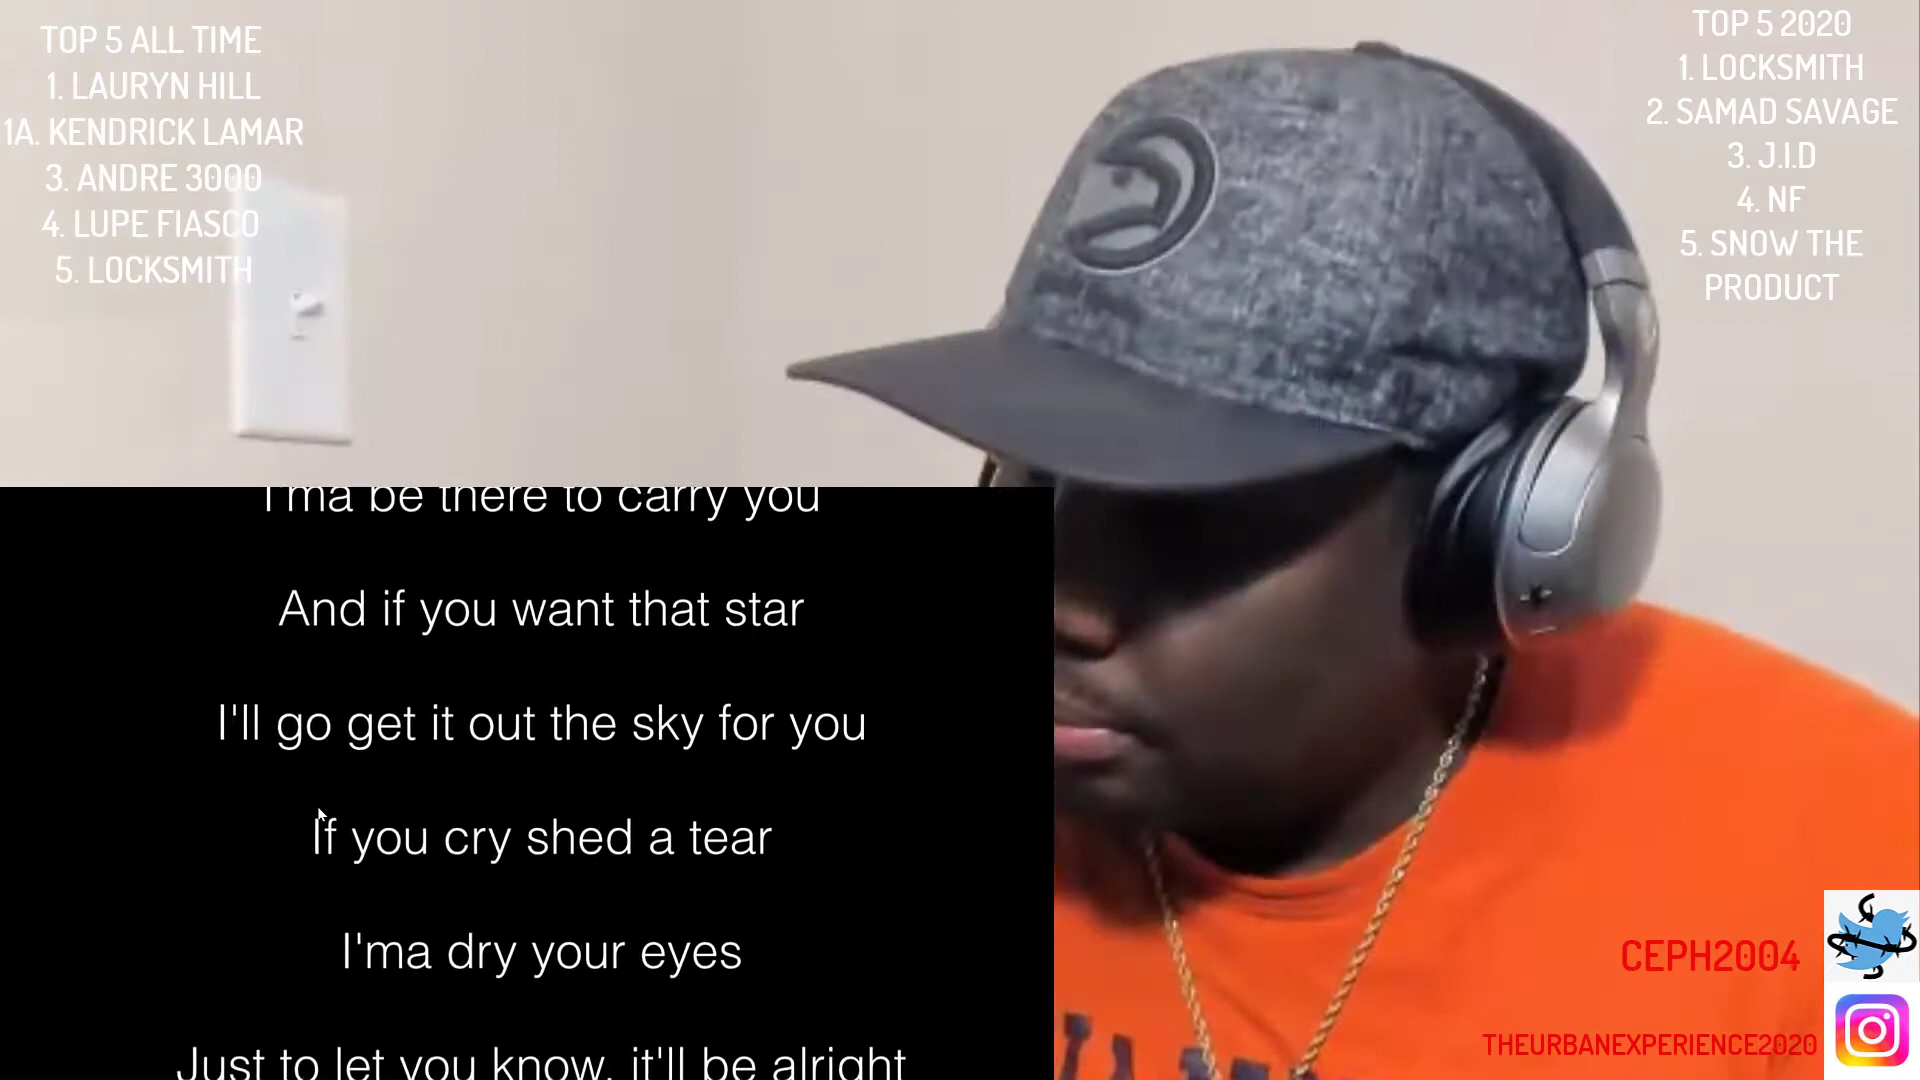 TOP 5 ALL TIME
1. LAURYN HILL
1A. KENDRICK LAMAR
3. ANDRE 3000
4. LUPE FIASCO
5. LOCKSMITH
TOP 5 2020
1. LOCKSMITH
2. SAMAD SAVAGE
3. J.I.D
4. NF
5. SNOW THE
PRODUCT
I'ma be there to carry you
And if you want that star
I'll go get it out the sky for you
If you cry shed a tear
I'ma dry your eyes
Just to let you know, it'll be alright
CEPH2004
THEURBANEXPERIENCE2020